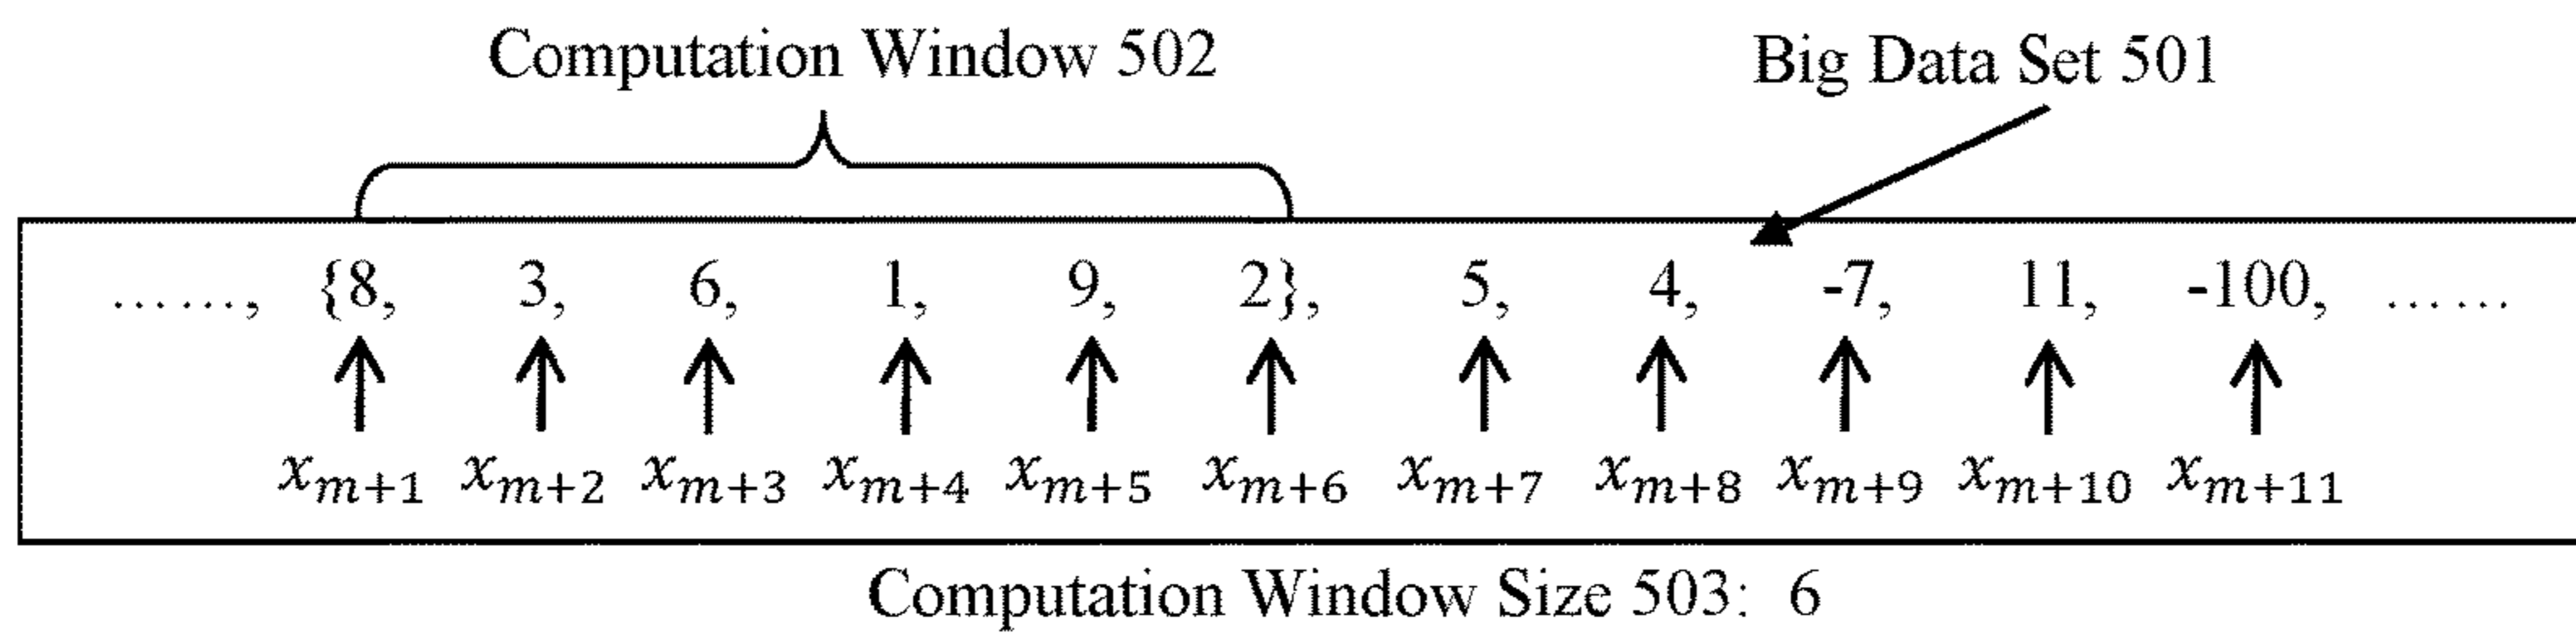 Computation Window 502 Big Data Set 501
……, {8, 3, 6, 1, 9, 2}, 5, 4, -7, 11, -100, ……
x_{m+1} x_{m+2} x_{m+3} x_{m+4} x_{m+5} x_{m+6} x_{m+7} x_{m+8} x_{m+9} x_{m+10} x_{m+11}
Computation Window Size 503: 6